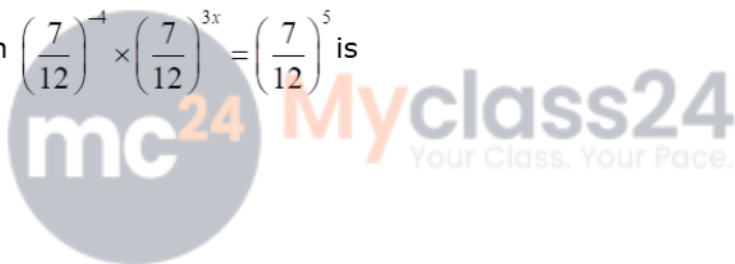 n (7/12)^-4 × (7/12)^3x = (7/12)^5 is
mc24 Myclass24
Your Class. Your Pace.